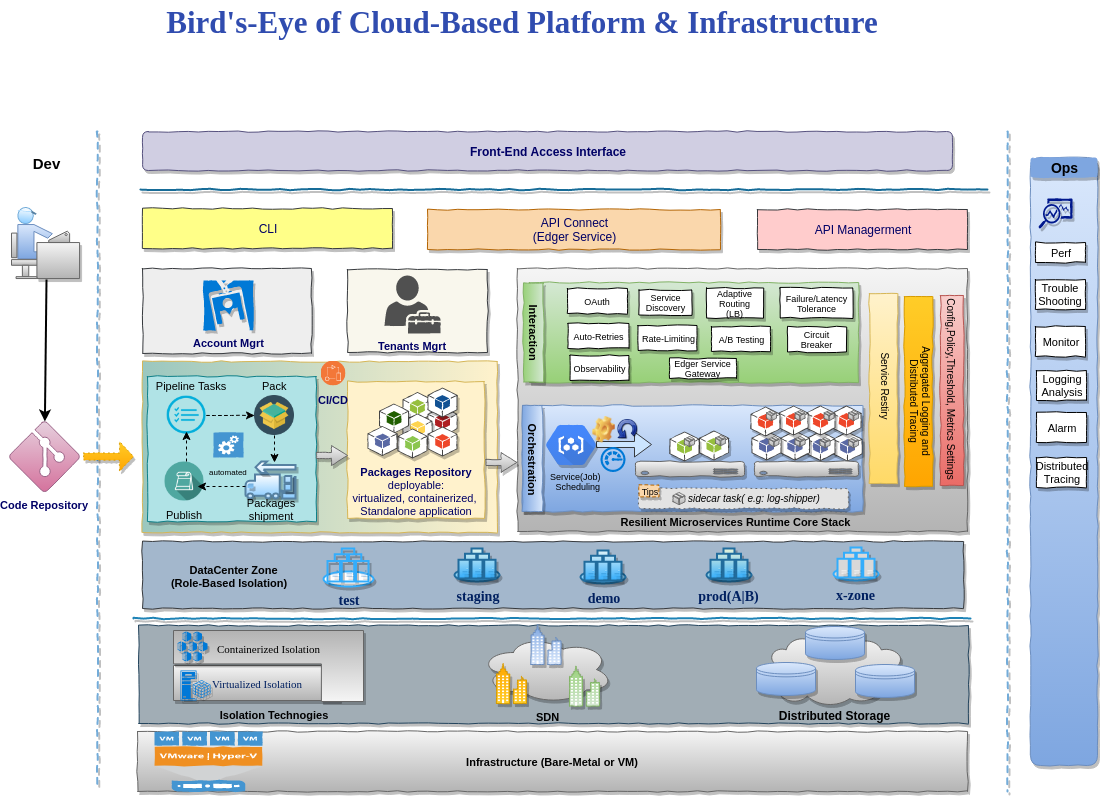 Bird's-Eye of Cloud-Based Platform & Infrastructure
Dev
Front-End Access Interface
Ops
CLI
API Connect
(Edger Service)
API Managerment
Perf
Trouble
Shooting
Monitor
Logging
Analysis
Alarm
Distributed
Tracing
Account Mgrt
Tenants Mgrt
Interaction
OAuth
Service
Discovery
Adaptive
Routing
(LB)
Failure/Latency
Tolerance
Auto-Retries
Rate-Limiting
A/B Testing
Circuit
Breaker
Observability
Edger Service
Gateway
Service Restiry
Aggregated Logging and
Distributed Tracing
Config,Policy,Threshold, Metrics Settings
Pipeline Tasks
Pack
automated
Publish
Packages
shipment
CI/CD
Packages Repository
deployable:
virtualized, containerized,
Standalone application
Orchestration
Service(Job)
Scheduling
Tips
sidecar task( e.g: log-shipper)
Resilient Microservices Runtime Core Stack
Code Repository
DataCenter Zone
(Role-Based Isolation)
test
staging
demo
prod(A|B)
x-zone
Containerized Isolation
Virtualized Isolation
Isolation Technogies
SDN
Distributed Storage
VM VM VM VM
VMware | Hyper-V
Infrastructure (Bare-Metal or VM)